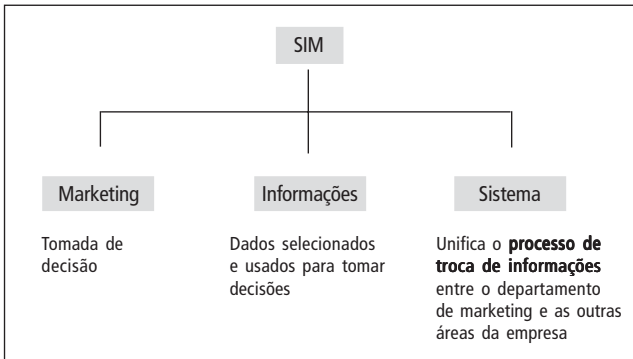 SIM
Marketing
Informações
Sistema
Tomada de
decisão
Dados selecionados
e usados para tomar
decisões
Unifica o processo de
troca de informações
entre o departamento
de marketing e as outras
áreas da empresa